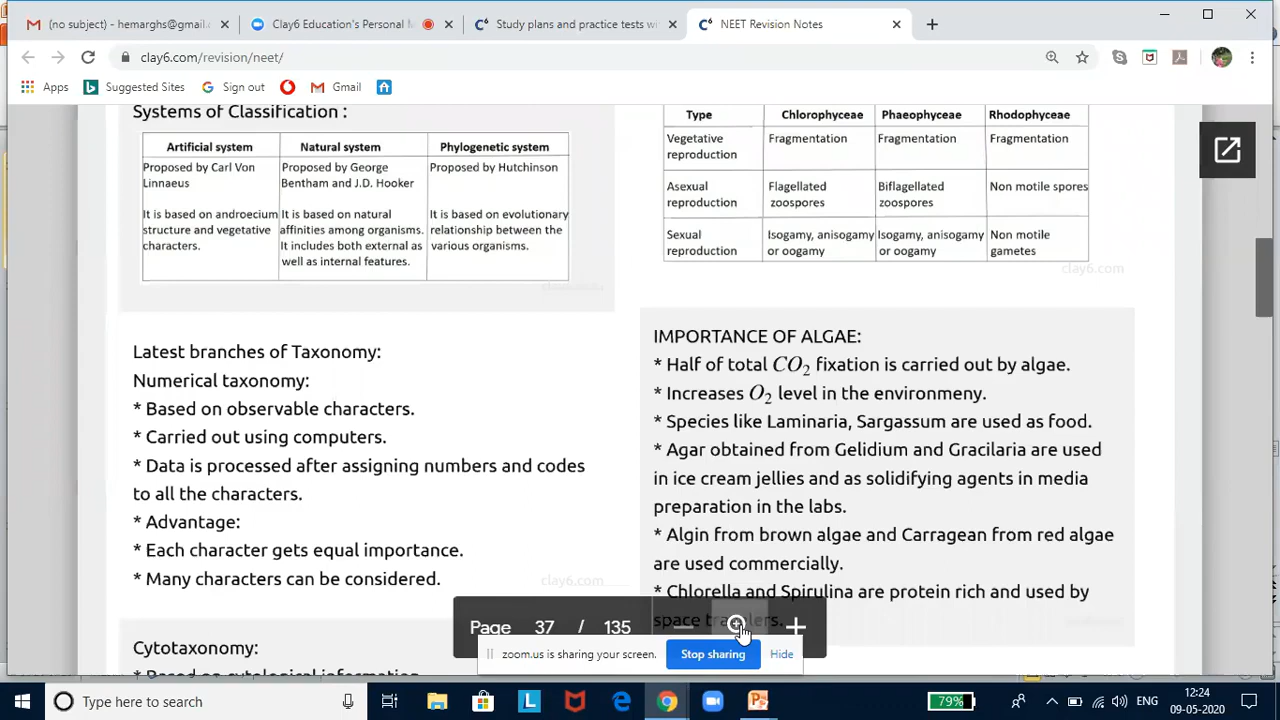 (no subject) - hemarghs@gmail.
Clay6 Education's Personal M
Study plans and practice tests wi
NEET Revision Notes
clay6.com/revision/neet/
Apps
Suggested Sites
Sign out
Gmail
Systems of Classification :
Artificial system
Natural system
Phylogenetic system
Proposed by Carl Von
Linnaeus
It is based on androecium
structure and vegetative
characters.
Proposed by George
Bentham and J.D. Hooker
It is based on natural
affinities among organisms.
It includes both external as
well as internal features.
Proposed by Hutchinson
It is based on evolutionary
relationship between the
various organisms.
Latest branches of Taxonomy:
Numerical taxonomy:
* Based on observable characters.
* Carried out using computers.
* Data is processed after assigning numbers and codes
to all the characters.
* Advantage:
* Each character gets equal importance.
* Many characters can be considered.
clay6.com
Cytotaxonomy:
* Based on cytological information
Type Chlorophyceae Phaeophyceae Rhodophyceae
Vegetative
reproduction
Fragmentation
Fragmentation
Fragmentation
Asexual
reproduction
Flagellated
zoospores
Biflagellated
zoospores
Non motile spores
Sexual
reproduction
Isogamy, anisogamy
or oogamy
Isogamy, anisogamy
or oogamy
Non motile
gametes
clay6.com
IMPORTANCE OF ALGAE:
* Half of total CO₂ fixation is carried out by algae.
* Increases O₂ level in the environmeny.
* Species like Laminaria, Sargassum are used as food.
* Agar obtained from Gelidium and Gracilaria are used
in ice cream jellies and as solidifying agents in media
preparation in the labs.
* Algin from brown algae and Carragean from red algae
are used commercially.
* Chlorella and Spirulina are protein rich and used by
space travelers.
Page 37 / 135
zoom.us is sharing your screen.
Stop sharing
Hide
Type here to search
79%
ENG
12:24
09-05-2020